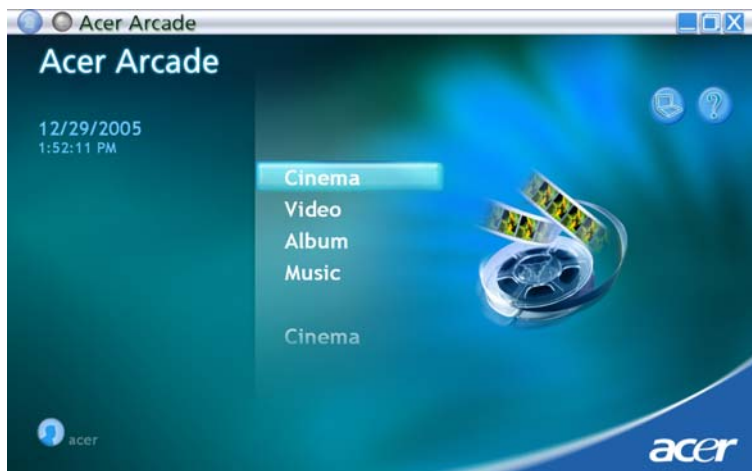 Acer Arcade
Acer Arcade
12/29/2005
1:52:11 PM
?
Cinema
Video
Album
Music
Cinema
acer
acer